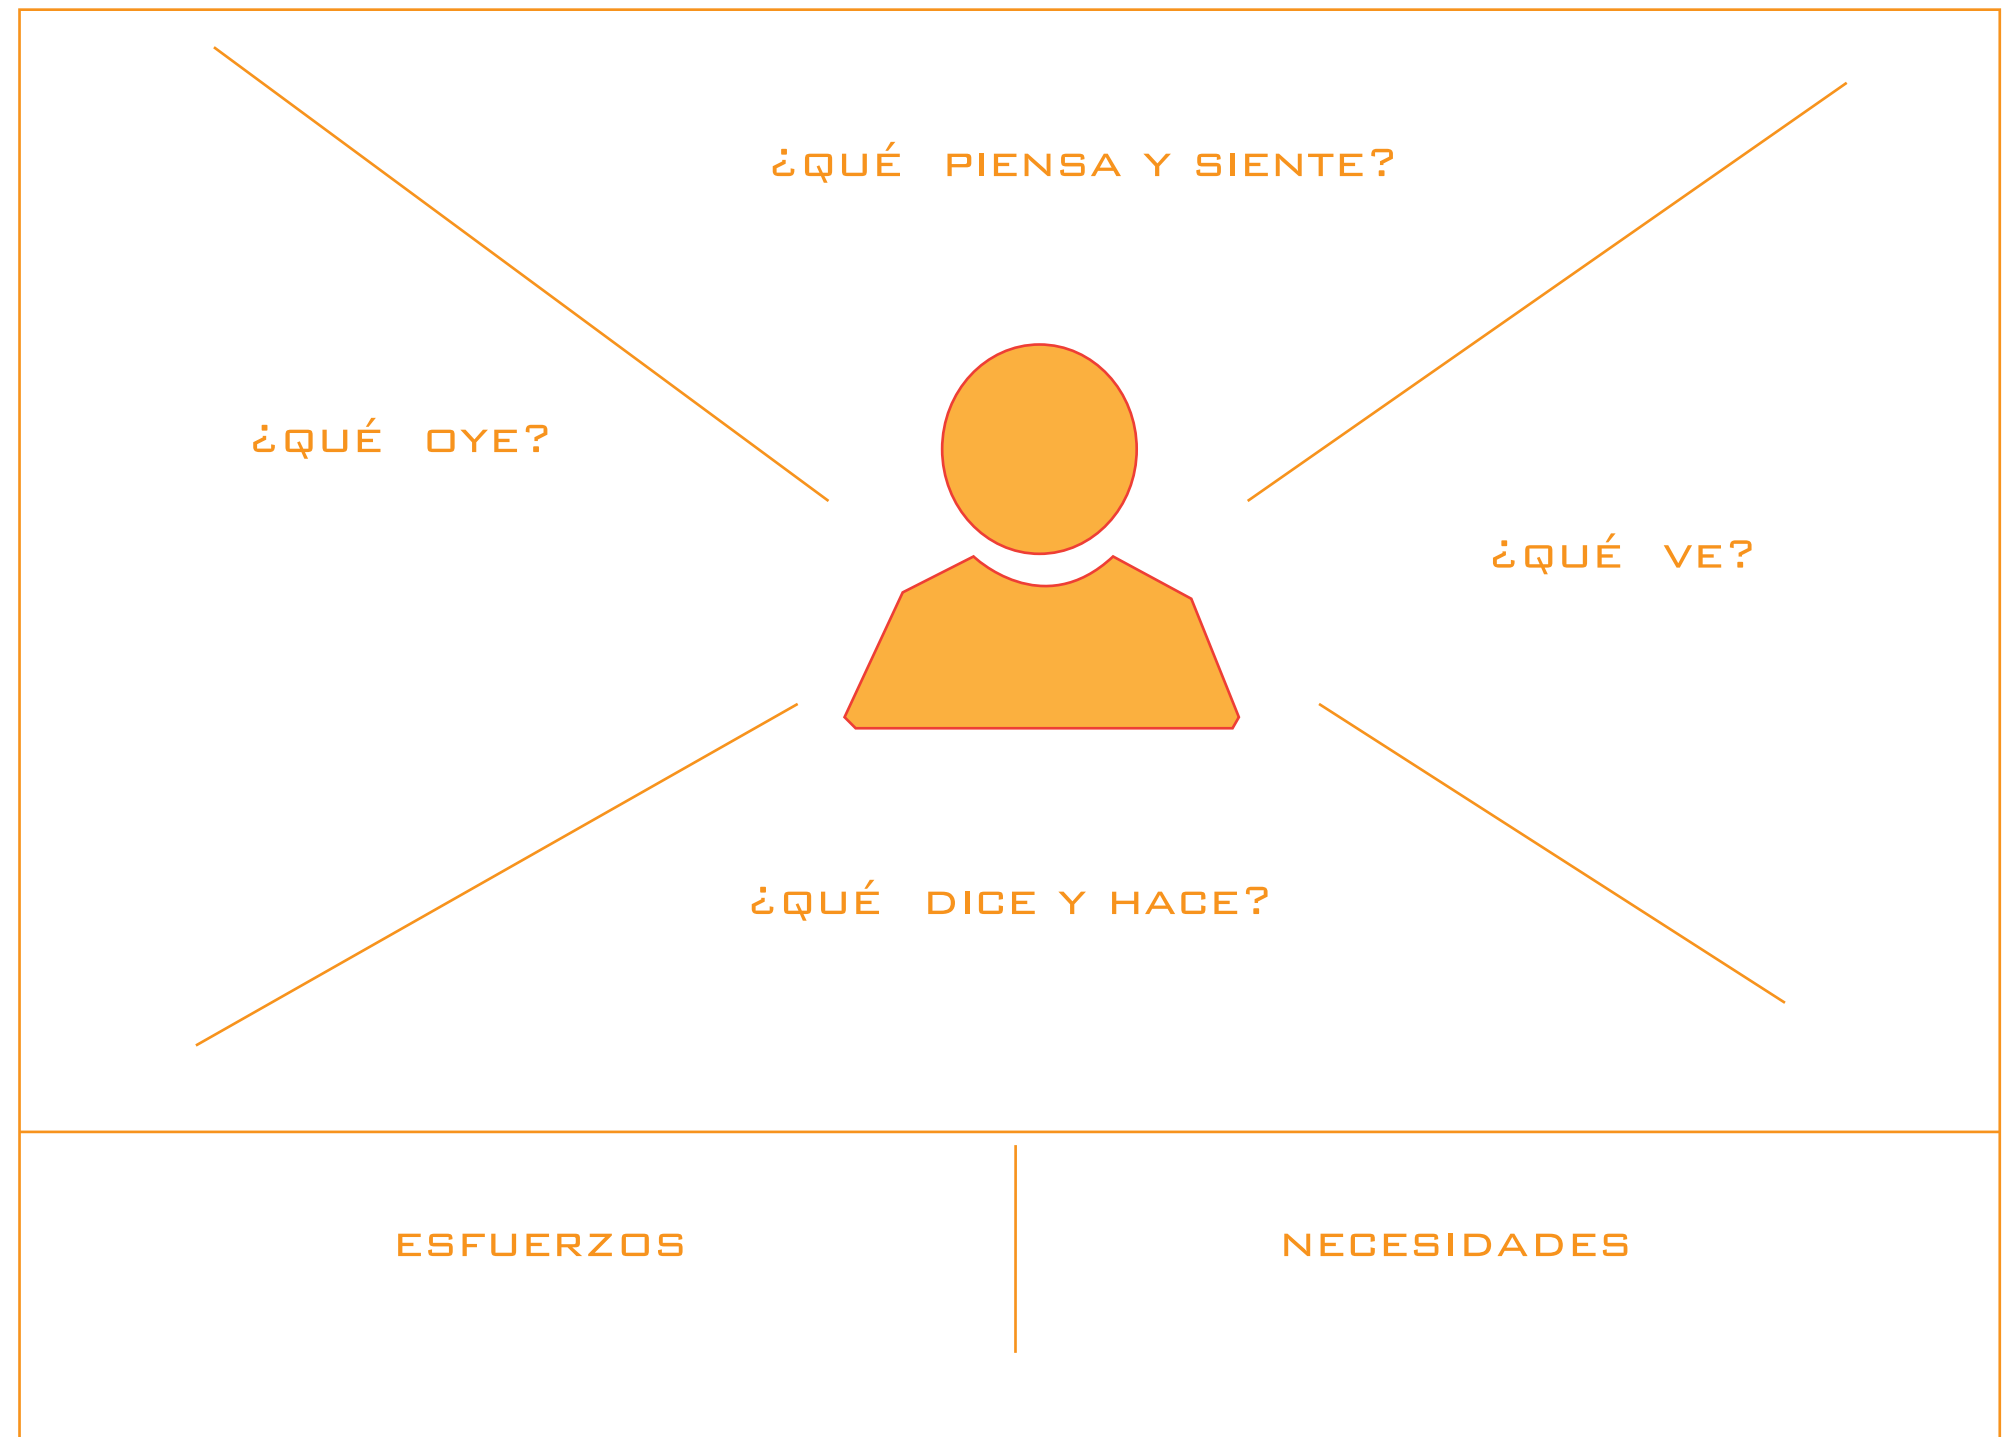 ¿QUÉ PIENSA Y SIENTE?
¿QUÉ OYE?
¿QUÉ VE?
¿QUÉ DICE Y HACE?
ESFUERZOS
NECESIDADES